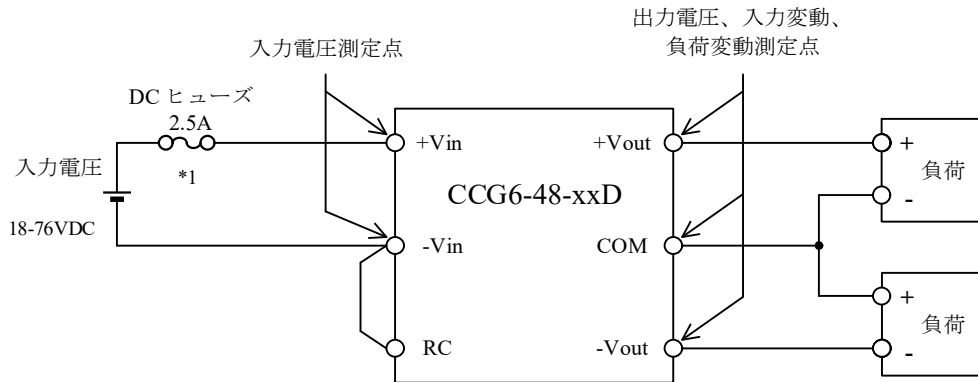 出力電圧、入力変動、
負荷変動測定点
入力電圧測定点
DC ヒューズ
2.5A
*1
入力電圧
18-76VDC
+Vin
+Vout
CCG6-48-xxD
-Vin
COM
RC
-Vout
+
負荷
-
+
負荷
-